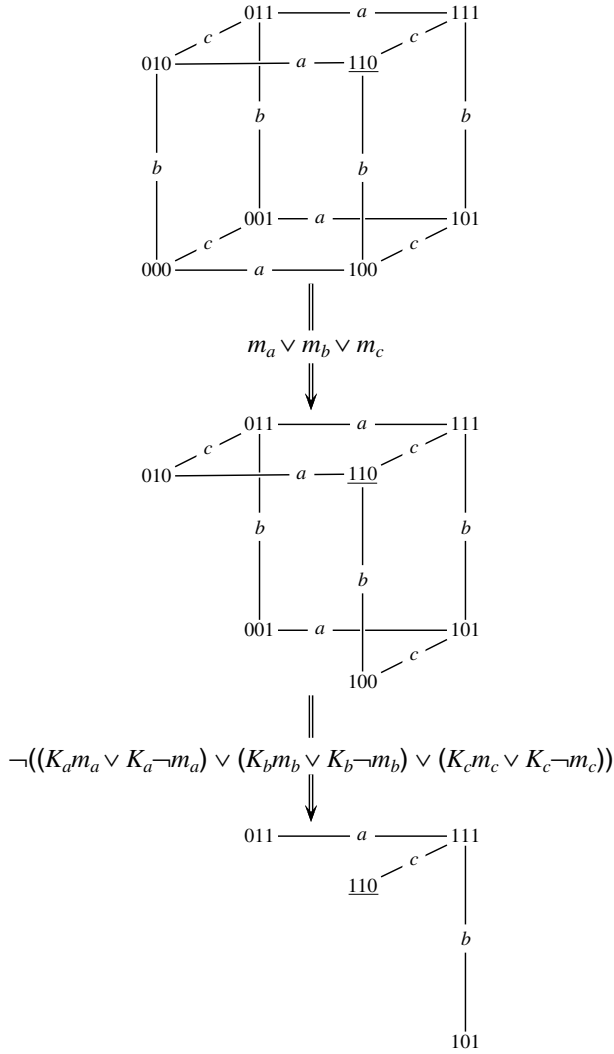 011 a 111
c c
010 a 110
b b
b b
001 a 101
c c
000 a 100
m_a ∨ m_b ∨ m_c
011 a 111
c c
010 a 110
b b
b
001 a 101
c
100
¬((K_a m_a ∨ K_a ¬m_a) ∨ (K_b m_b ∨ K_b ¬m_b) ∨ (K_c m_c ∨ K_c ¬m_c))
011 a 111
c
110
b
101